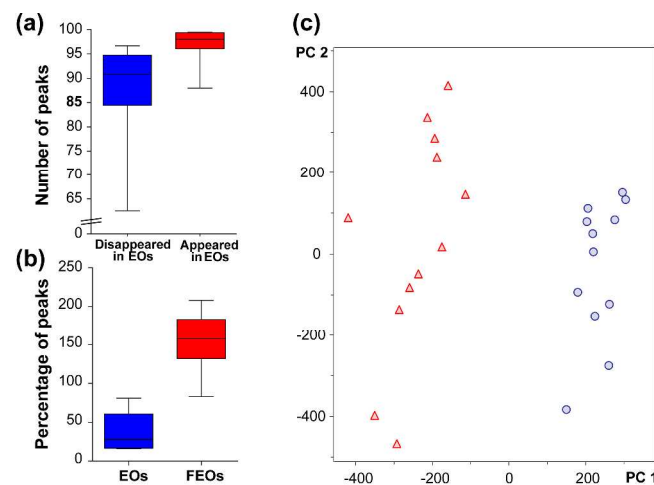 (a)
Number of peaks
100
95
90
85
80
75
70
65
0
Disappeared in EOs
Appeared in EOs
(b)
Percentage of peaks
250
200
150
100
50
0
EOs
FEOs
(c)
PC 2
400
200
0
-200
-400
-400
-200
0
200
PC 1